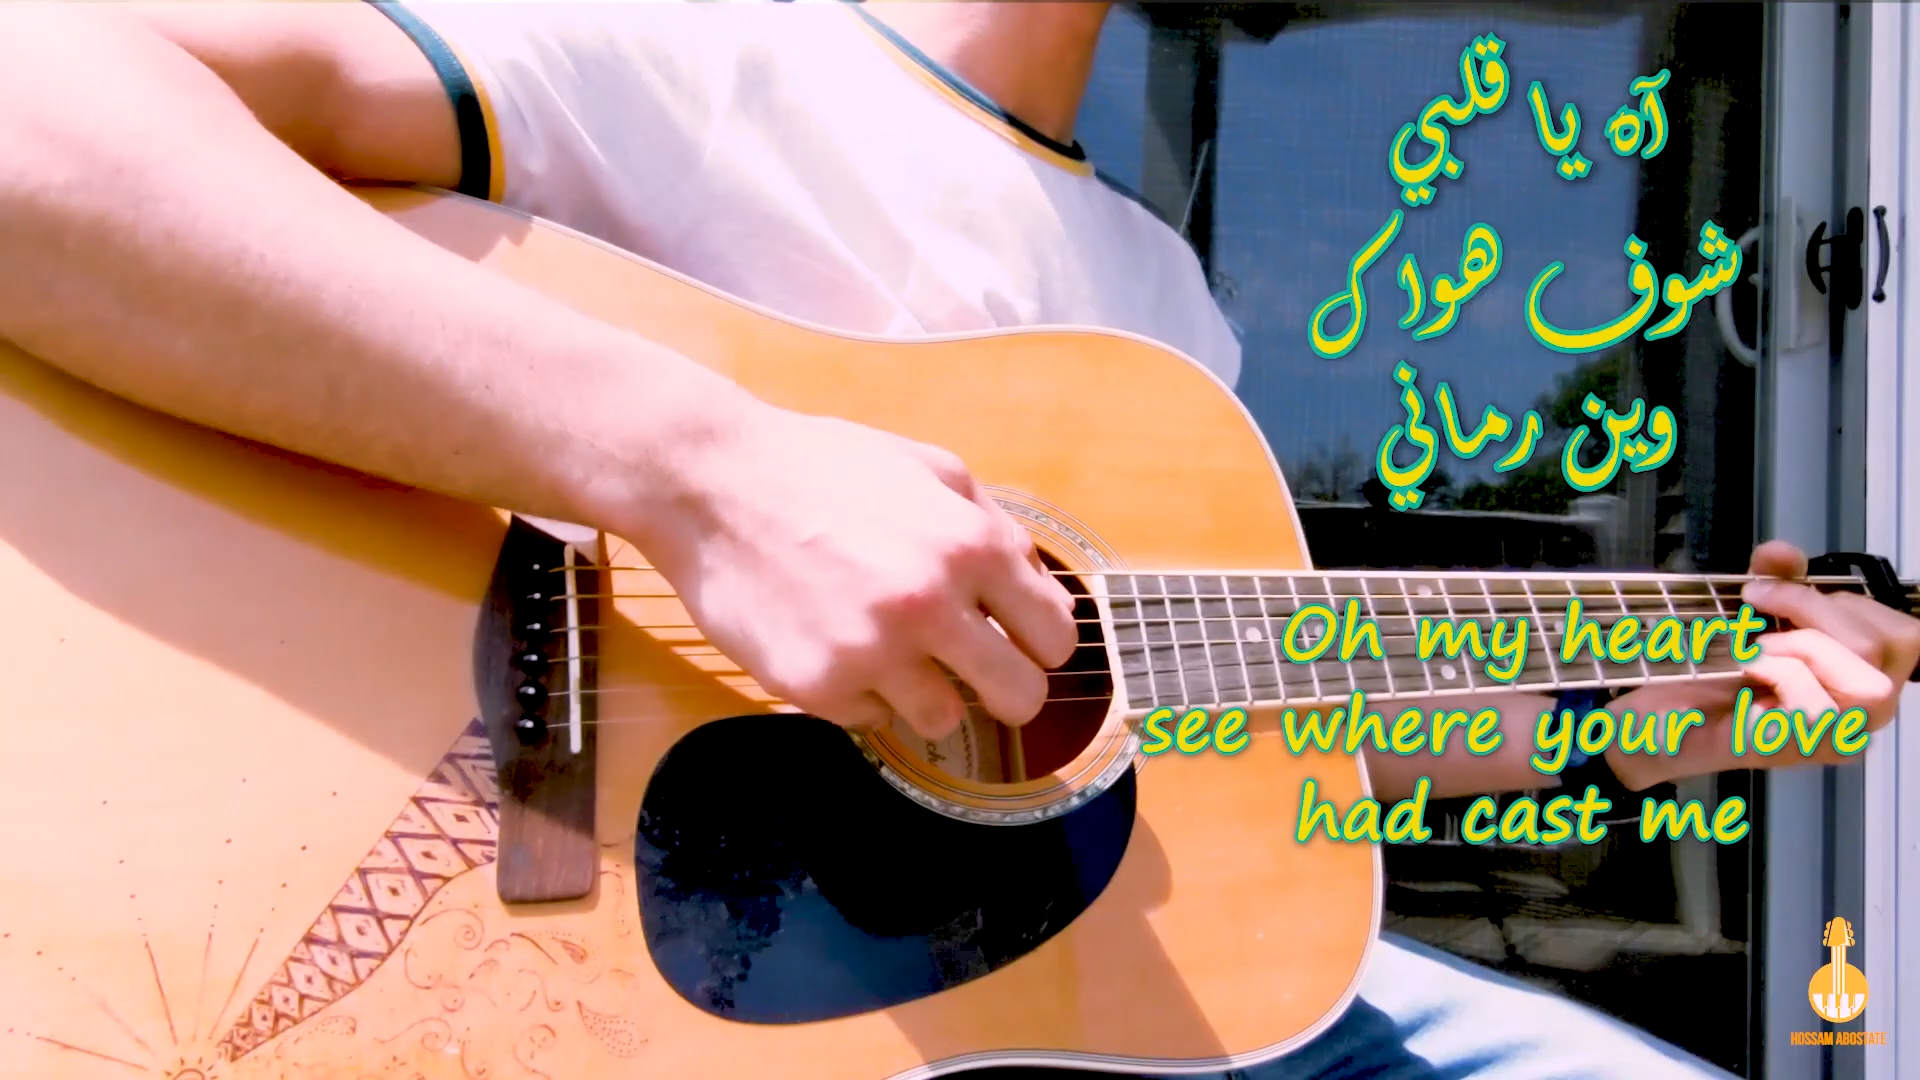 آه يا قلبي
شوف هواك
وين رماني
Oh my heart
see where your love
had cast me
HOSSAM ABOSTATE